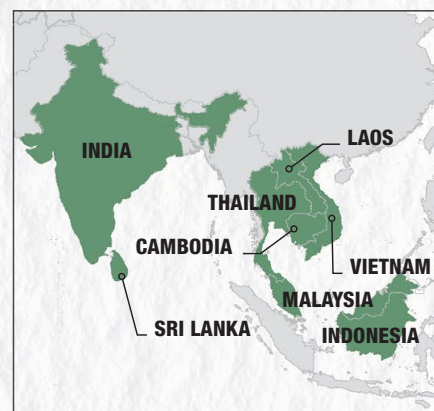 LAOS
INDIA
THAILAND
CAMBODIA
VIETNAM
MALAYSIA
SRI LANKA
INDONESIA